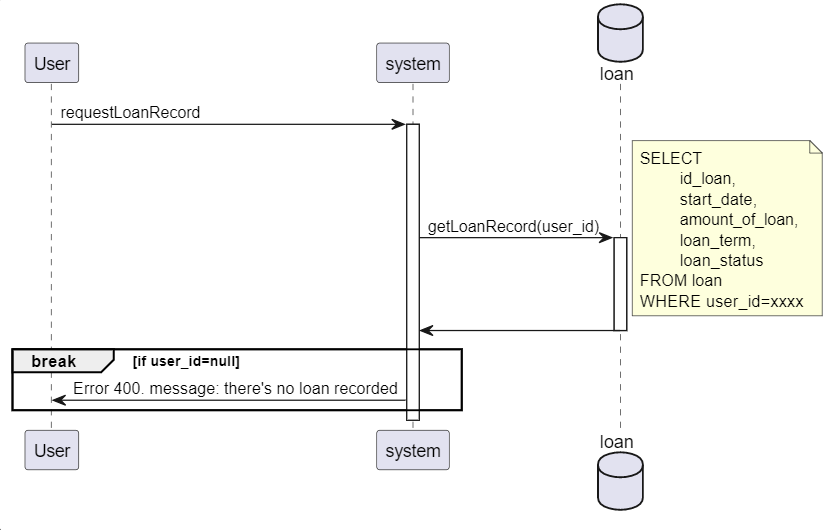 loan
User
system
requestLoanRecord
SELECT
id_loan,
start_date,
amount_of_loan,
loan_term,
loan_status
FROM loan
WHERE user_id=xxxx
getLoanRecord(user_id)
break
[if user_id=null]
Error 400. message: there's no loan recorded
User
system
loan